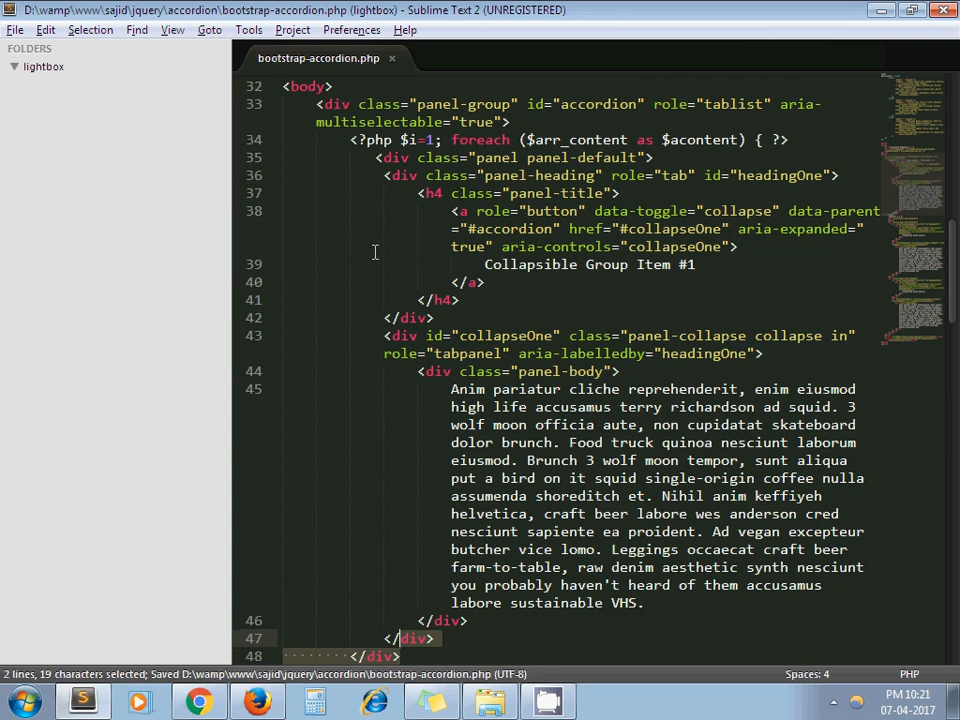 D:\wamp\www\sajid\jquery\accordion\bootstrap-accordion.php (lightbox) - Sublime Text 2 (UNREGISTERED)
File Edit Selection Find View Goto Tools Project Preferences Help
FOLDERS
lightbox
bootstrap-accordion.php
32 <body>
33 <div class="panel-group" id="accordion" role="tablist" aria-
multiselectable="true">
34 <?php $i=1; foreach ($arr_content as $acontent) { ?>
35 <div class="panel panel-default">
36 <div class="panel-heading" role="tab" id="headingOne">
37 <h4 class="panel-title">
38 <a role="button" data-toggle="collapse" data-parent
="#accordion" href="#collapseOne" aria-expanded="
true" aria-controls="collapseOne">
39 Collapsible Group Item #1
40 </a>
41 </h4>
42 </div>
43 <div id="collapseOne" class="panel-collapse collapse in"
role="tabpanel" aria-labelledby="headingOne">
44 <div class="panel-body">
45 Anim pariatur cliche reprehenderit, enim eiusmod
high life accusamus terry richardson ad squid. 3
wolf moon officia aute, non cupidatat skateboard
dolor brunch. Food truck quinoa nesciunt laborum
eiusmod. Brunch 3 wolf moon tempor, sunt aliqua
put a bird on it squid single-origin coffee nulla
assumenda shoreditch et. Nihil anim keffiyeh
helvetica, craft beer labore wes anderson cred
nesciunt sapiente ea proident. Ad vegan excepteur
butcher vice lomo. Leggings occaecat craft beer
farm-to-table, raw denim aesthetic synth nesciunt
you probably haven't heard of them accusamus
labore sustainable VHS.
46 </div>
47 </div>
48 </div>
2 lines, 19 characters selected; Saved D:\wamp\www\sajid\jquery\accordion\bootstrap-accordion.php (UTF-8)
Spaces: 4
PHP
PM 10:21
07-04-2017